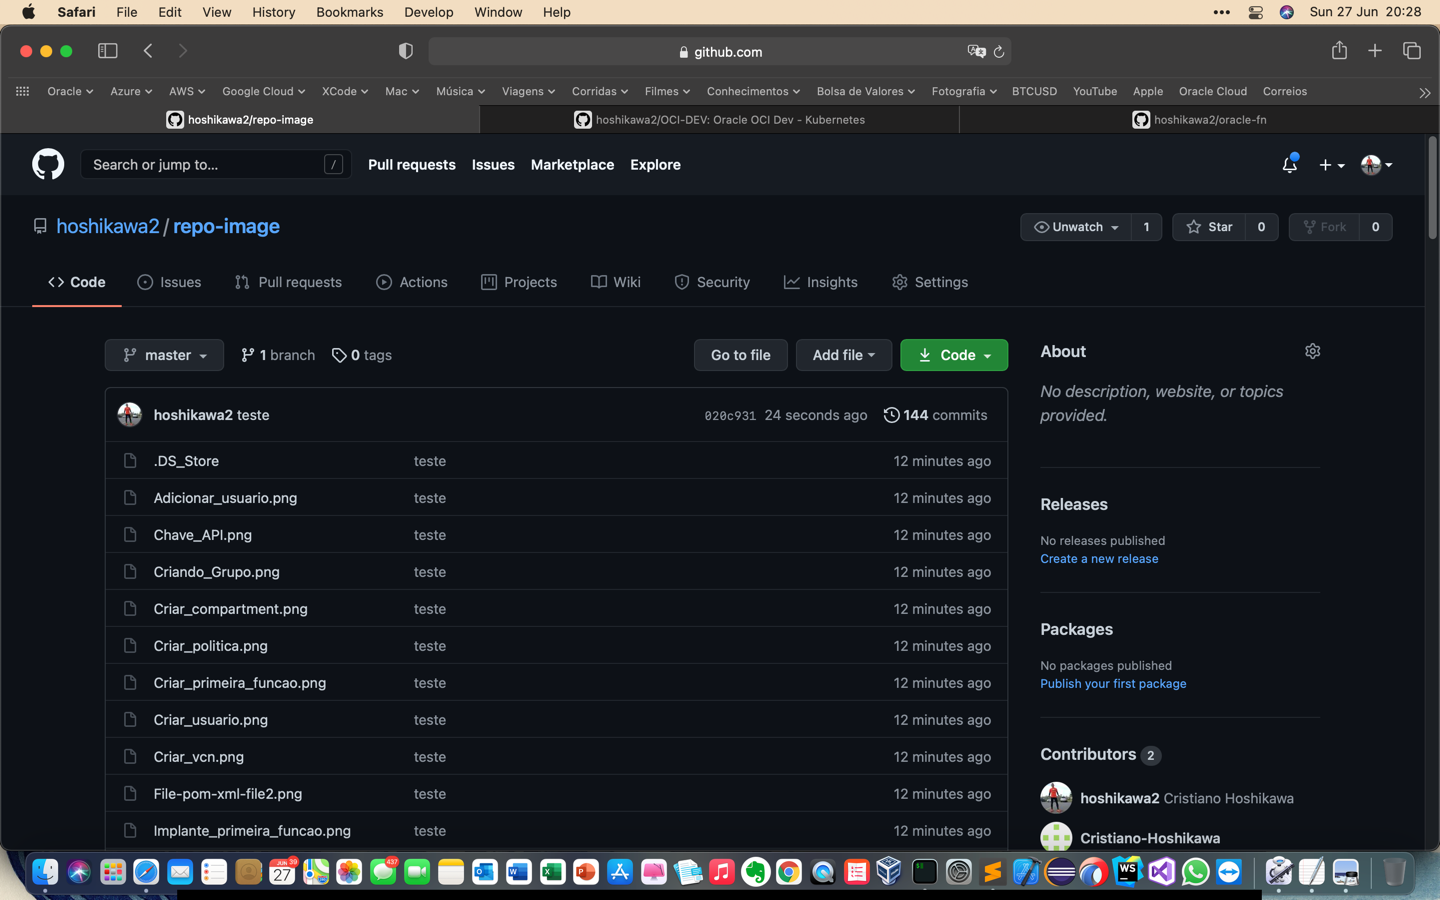 Safari File Edit View History Bookmarks Develop Window Help Sun 27 Jun 20:28
github.com
Oracle Azure AWS Google Cloud XCode Mac Música Viagens Corridas Filmes Conhecimentos Bolsa de Valores Fotografia BTCUSD YouTube Apple Oracle Cloud Correios
hoshikawa2/repo-image hoshikawa2/OCI-DEV: Oracle OCI Dev - Kubernetes hoshikawa2/oracle-fn
Search or jump to... / Pull requests Issues Marketplace Explore
hoshikawa2 / repo-image Unwatch 1 Star 0 Fork 0
Code Issues Pull requests Actions Projects Wiki Security Insights Settings
master 1 branch 0 tags Go to file Add file Code
hoshikawa2 teste 020c931 24 seconds ago 144 commits
.DS_Store teste 12 minutes ago
Adicionar_usuario.png teste 12 minutes ago
Chave_API.png teste 12 minutes ago
Criando_Grupo.png teste 12 minutes ago
Criar_compartment.png teste 12 minutes ago
Criar_politica.png teste 12 minutes ago
Criar_primeira_funcao.png teste 12 minutes ago
Criar_usuario.png teste 12 minutes ago
Criar_vcn.png teste 12 minutes ago
File-pom-xml-file2.png teste 12 minutes ago
Implante_primeira_funcao.png teste 12 minutes ago
About
No description, website, or topics
provided.
Releases
No releases published
Create a new release
Packages
No packages published
Publish your first package
Contributors 2
hoshikawa2 Cristiano Hoshikawa
Cristiano-Hoshikawa
JUN 39
27
437
WS